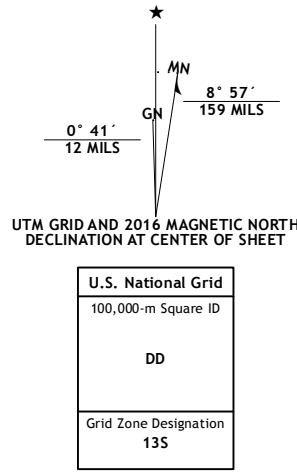 ★
MN
GN
8° 57´
159 MILS
0° 41´
12 MILS
UTM GRID AND 2016 MAGNETIC NORTH
DECLINATION AT CENTER OF SHEET
U.S. National Grid
100,000-m Square ID
DD
Grid Zone Designation
13S